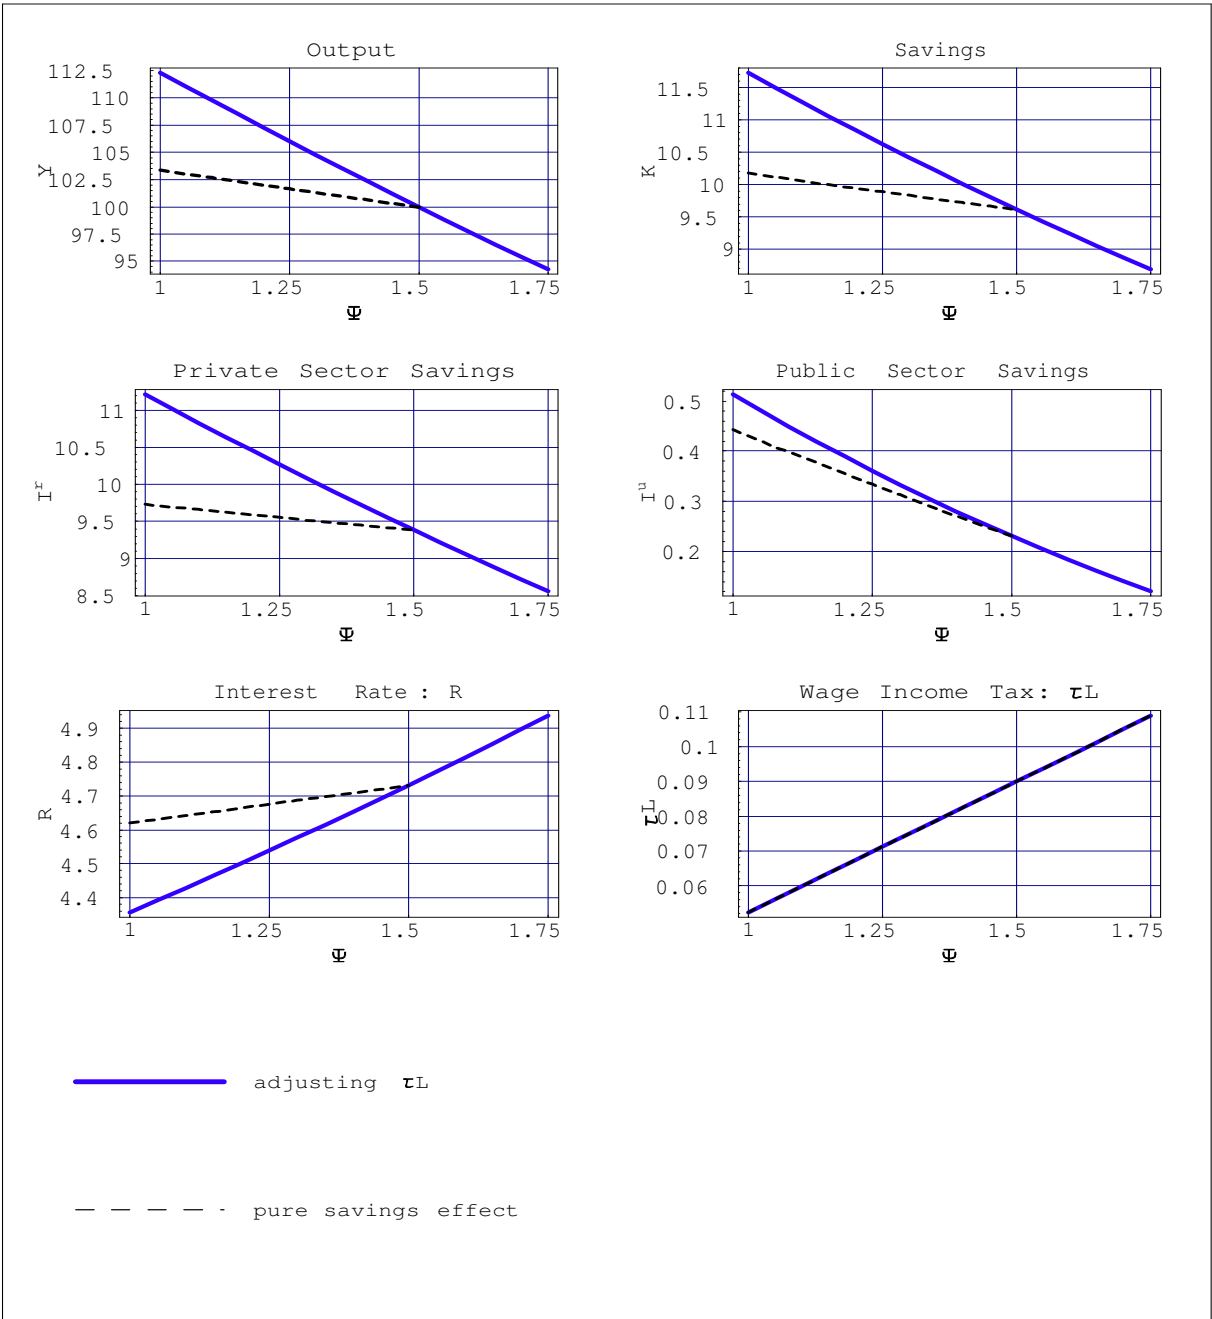 Output
112.5
110
107.5
105
102.5
100
97.5
95
Y
1 1.25 1.5 1.75
Ψ
Savings
11.5
11
10.5
10
9.5
9
K
1 1.25 1.5 1.75
Ψ
Private Sector Savings
11
10.5
10
9.5
9
8.5
I^r
1 1.25 1.5 1.75
Ψ
Public Sector Savings
0.5
0.4
0.3
0.2
I^u
1 1.25 1.5 1.75
Ψ
Interest Rate: R
4.9
4.8
4.7
4.6
4.5
4.4
R
1 1.25 1.5 1.75
Ψ
Wage Income Tax: τL
0.11
0.1
0.09
0.08
0.07
0.06
τL
1 1.25 1.5 1.75
Ψ
adjusting τL
pure savings effect